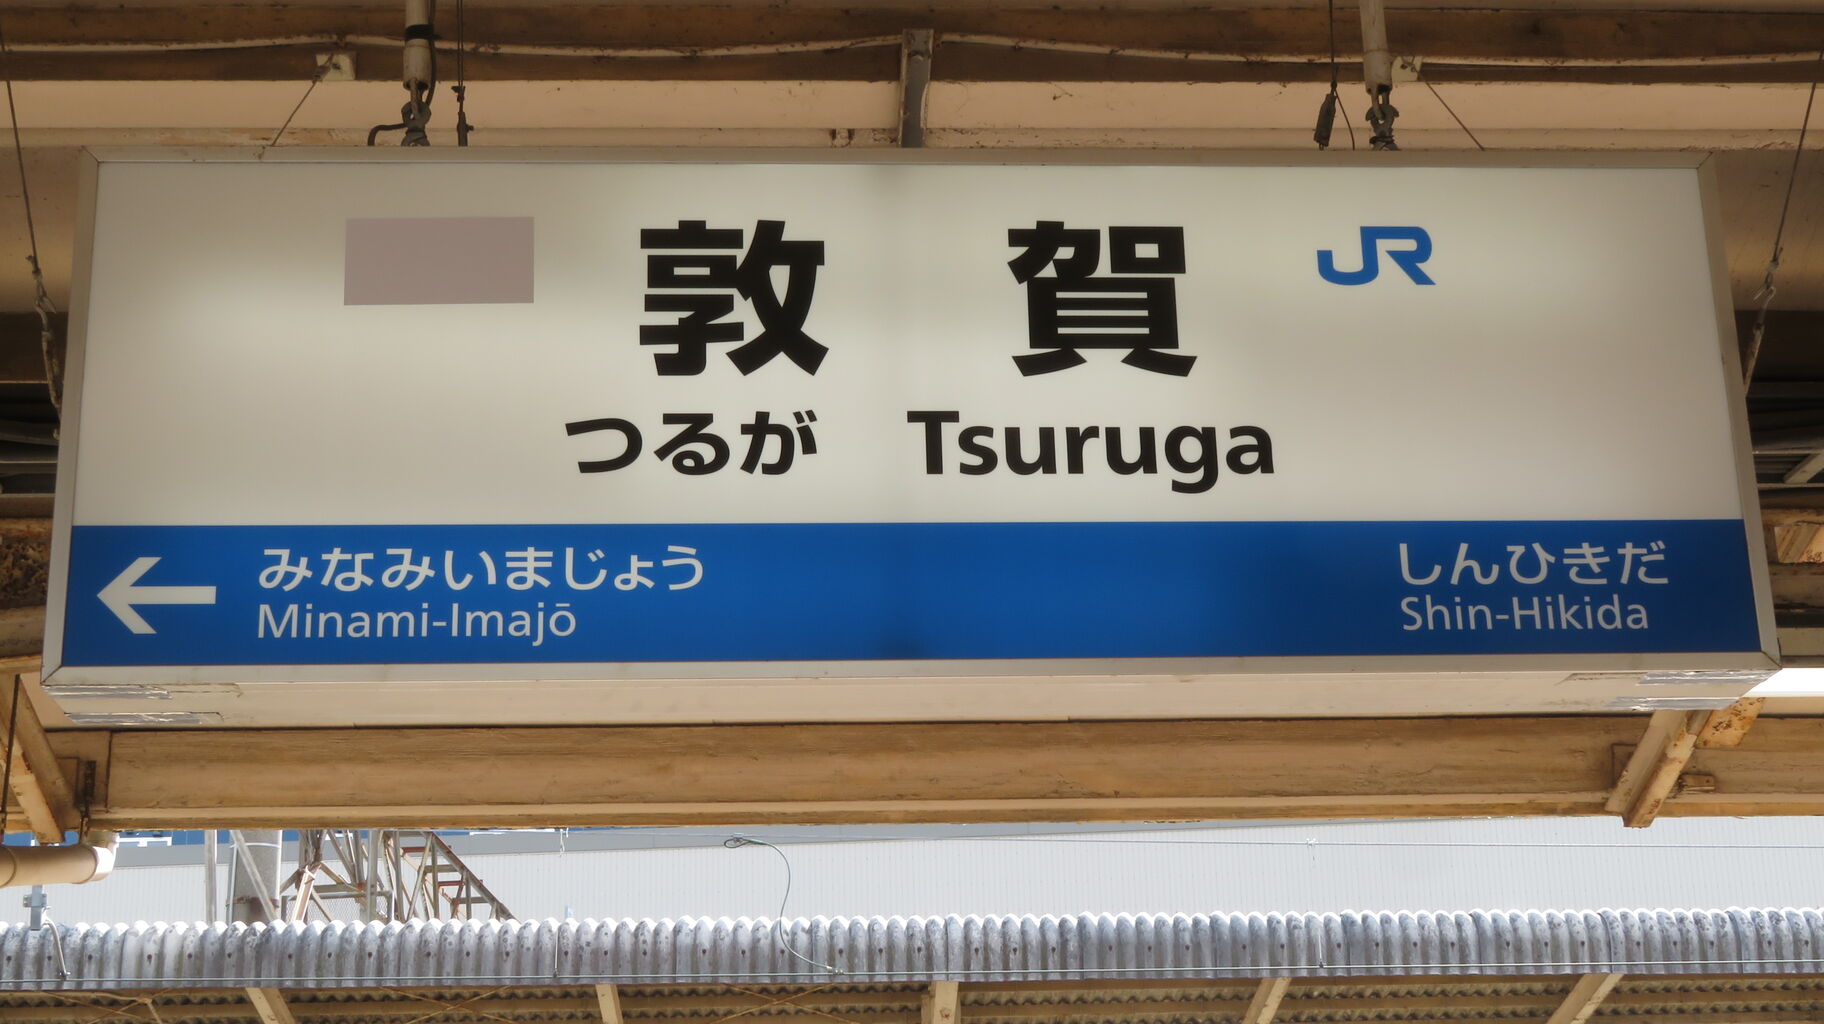 敦賀
JR
つるが Tsuruga
みなみいまじょう
Minami-Imajō
しんひきだ
Shin-Hikida